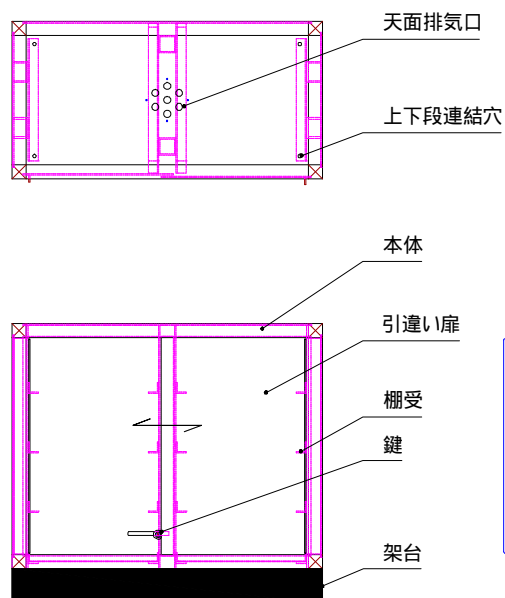 天面排気口
上下段連結穴
本体
引違い扉
棚受
鍵
架台